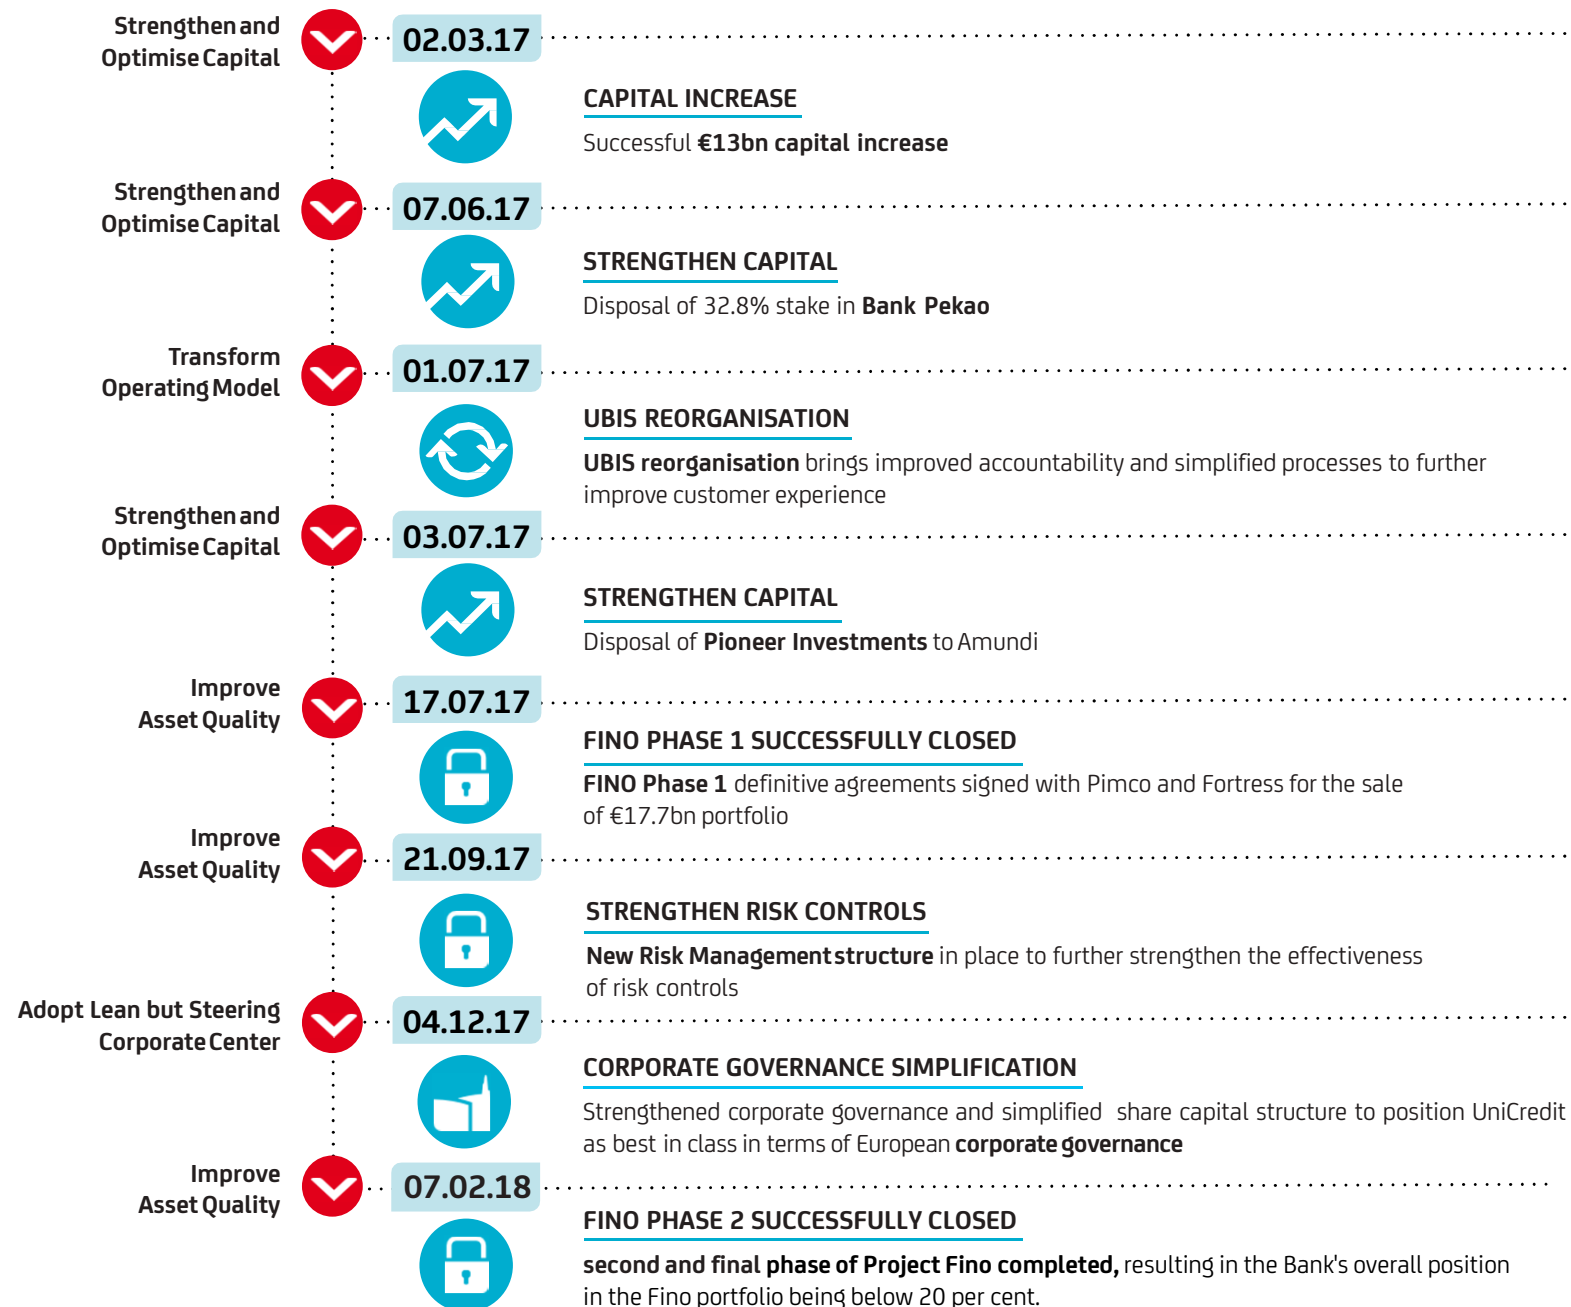 Strengthen and
Optimise Capital
02.03.17
CAPITAL INCREASE
Successful €13bn capital increase
Strengthen and
Optimise Capital
07.06.17
STRENGTHEN CAPITAL
Disposal of 32.8% stake in Bank Pekao
Transform
Operating Model
01.07.17
UBIS REORGANISATION
UBIS reorganisation brings improved accountability and simplified processes to further
improve customer experience
Strengthen and
Optimise Capital
03.07.17
STRENGTHEN CAPITAL
Disposal of Pioneer Investments to Amundi
Improve
Asset Quality
17.07.17
FINO PHASE 1 SUCCESSFULLY CLOSED
FINO Phase 1 definitive agreements signed with Pimco and Fortress for the sale
of €17.7bn portfolio
Improve
Asset Quality
21.09.17
STRENGTHEN RISK CONTROLS
New Risk Management structure in place to further strengthen the effectiveness
of risk controls
Adopt Lean but Steering
Corporate Center
04.12.17
CORPORATE GOVERNANCE SIMPLIFICATION
Strengthened corporate governance and simplified share capital structure to position UniCredit
as best in class in terms of European corporate governance
Improve
Asset Quality
07.02.18
FINO PHASE 2 SUCCESSFULLY CLOSED
second and final phase of Project Fino completed, resulting in the Bank's overall position
in the Fino portfolio being below 20 per cent.